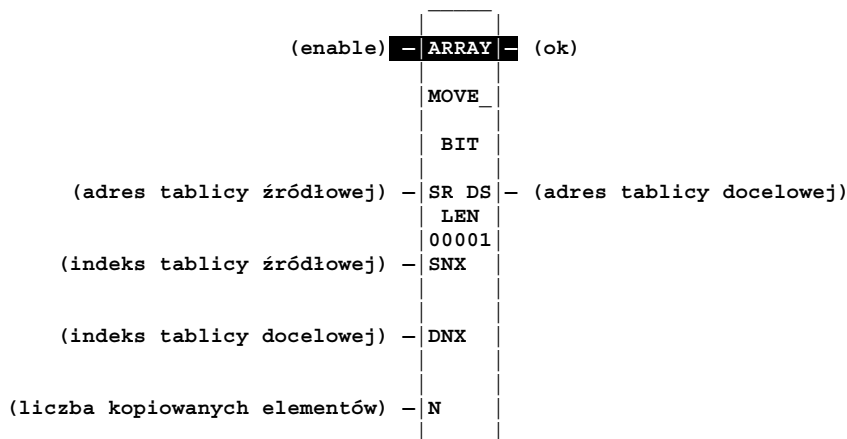 (enable) –|ARRAY|– (ok)
MOVE_
BIT
(adres tablicy źródłowej) –|SR DS|– (adres tablicy docelowej)
LEN
00001
(indeks tablicy źródłowej) –|SNX
(indeks tablicy docelowej) –|DNX
(liczba kopiowanych elementów) –|N